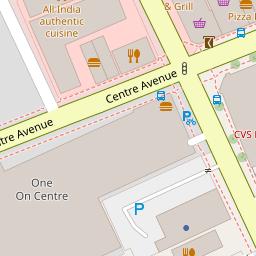 All India
authentic
cuisine
& Grill
Pizza
Centre Avenue
tre Avenue
CVS
One
On Centre
P
P